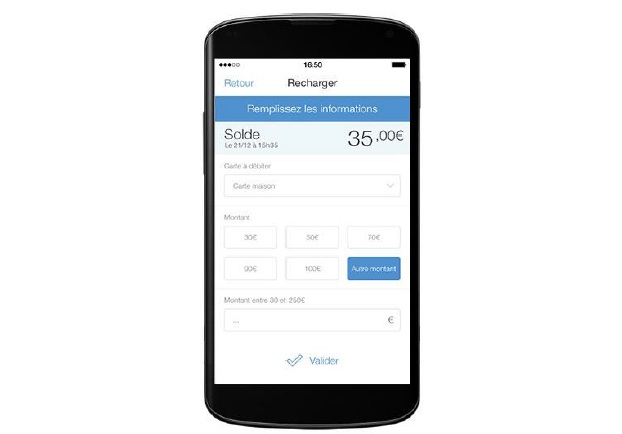 16:50
Retour
Recharger
Remplissez les informations
Solde
35,00€
Le 21/12 à 15h35
Carte à débiter
Carte maison
Montant
30€
50€
70€
90€
100€
Autre montant
Montant entre 30 et 250€
...
€
Valider